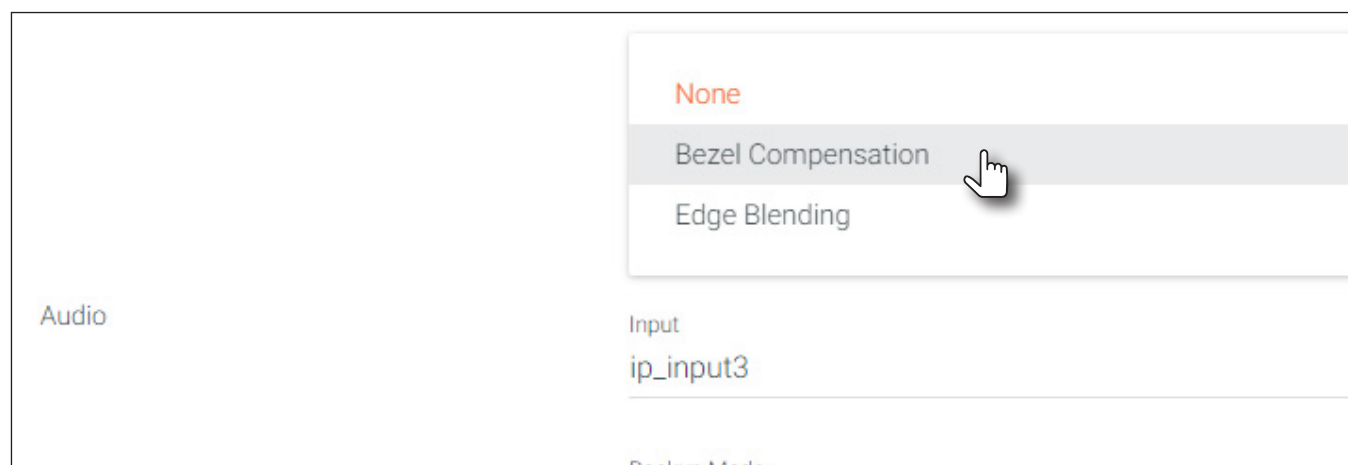 None
Bezel Compensation
Edge Blending
Audio
Input
ip_input3